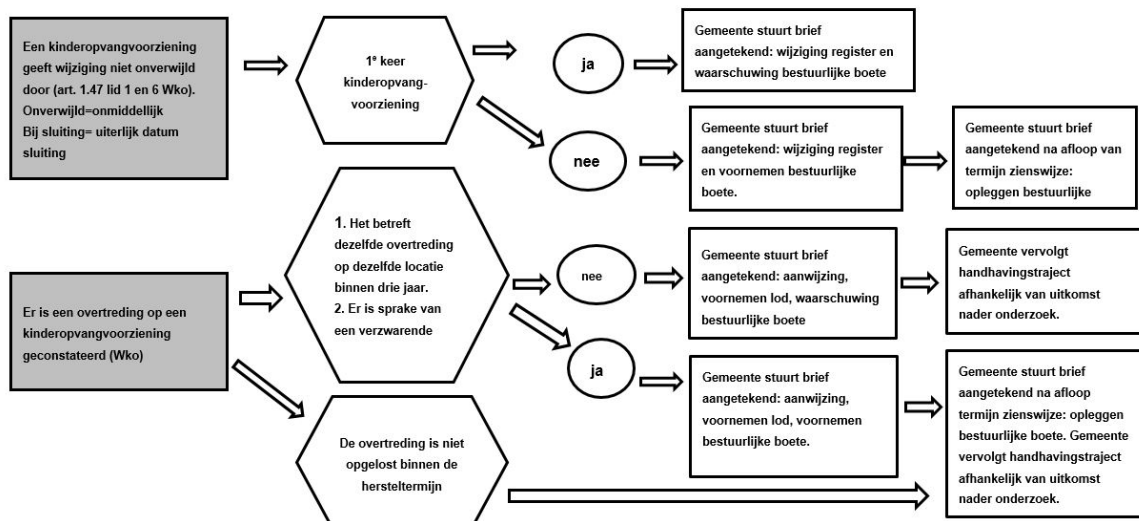 Een kinderopvangvoorziening
geeft wijziging niet onverwijld
door (art. 1.47 lid 1 en 6 Wko).
Onverwijld=onmiddellijk
Bij sluiting= uiterlijk datum
sluiting
1e keer
kinderopvang-
voorziening
ja
Gemeente stuurt brief
aangetekend: wijziging register en
waarschuwing bestuurlijke boete
nee
Gemeente stuurt brief
aangetekend: wijziging register
en voornemen bestuurlijke
boete.
Gemeente stuurt brief
aangetekend na afloop van
termijn zienswijze:
opleggen bestuurlijke
Er is een overtreding op een
kinderopvangvoorziening
geconstateerd (Wko)
1. Het betreft
dezelfde overtreding
op dezelfde locatie
binnen drie jaar.
2. Er is sprake van
een verzwarende
nee
Gemeente stuurt brief
aangetekend: aanwijzing,
voornemen lod, waarschuwing
bestuurlijke boete
Gemeente vervolgt
handhavingstraject
afhankelijk van uitkomst
nader onderzoek.
ja
Gemeente stuurt brief
aangetekend: aanwijzing,
voornemen lod, voornemen
bestuurlijke boete.
Gemeente stuurt brief
aangetekend na afloop
termijn zienswijze: opleggen
bestuurlijke boete. Gemeente
vervolgt handhavingstraject
afhankelijk van uitkomst
nader onderzoek.
De overtreding is niet
opgelost binnen de
hersteltermijn